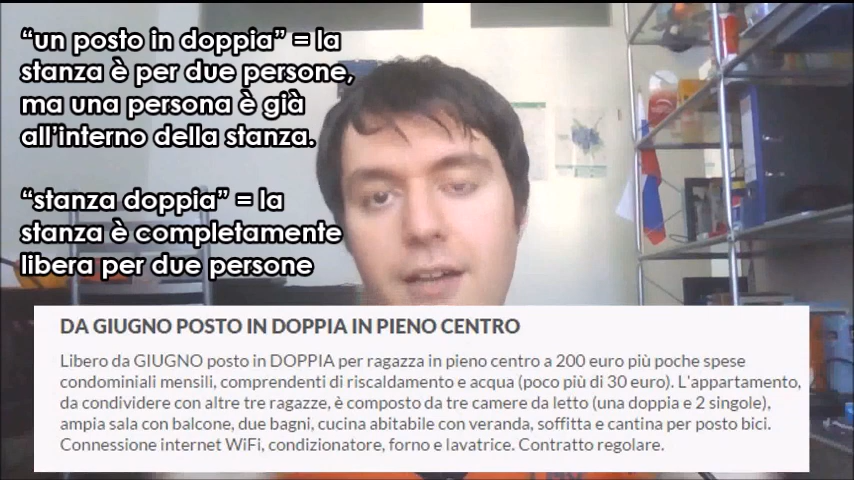 “un posto in doppia” = la
stanza è per due persone,
ma una persona è già
all’interno della stanza.
“stanza doppia” = la
stanza è completamente
libera per due persone
DA GIUGNO POSTO IN DOPPIA IN PIENO CENTRO
Libero da GIUGNO posto in DOPPIA per ragazza in pieno centro a 200 euro più poche spese
condominiali mensili, comprendenti di riscaldamento e acqua (poco più di 30 euro). L'appartamento,
da condividere con altre tre ragazze, è composto da tre camere da letto (una doppia e 2 singole),
ampia sala con balcone, due bagni, cucina abitabile con veranda, soffitta e cantina per posto bici.
Connessione internet WiFi, condizionatore, forno e lavatrice. Contratto regolare.